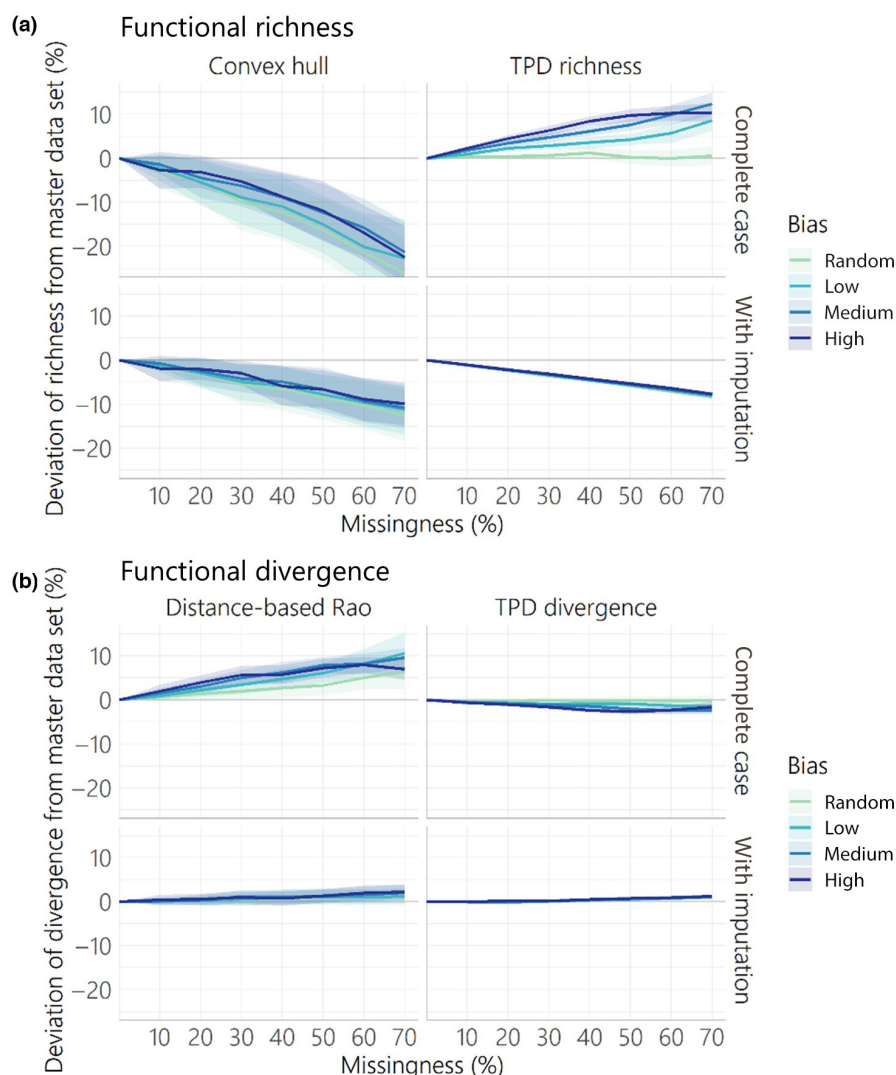 (a) Functional richness
Convex hull
TPD richness
Deviation of richness from master data set (%)
10
0
−10
−20
Complete case
10
0
−10
−20
With imputation
10 20 30 40 50 60 70
10 20 30 40 50 60 70
Missingness (%)
Bias
Random
Low
Medium
High
(b) Functional divergence
Distance-based Rao
TPD divergence
Deviation of divergence from master data set (%)
10
0
−10
−20
Complete case
10
0
−10
−20
With imputation
10 20 30 40 50 60 70
10 20 30 40 50 60 70
Missingness (%)
Bias
Random
Low
Medium
High